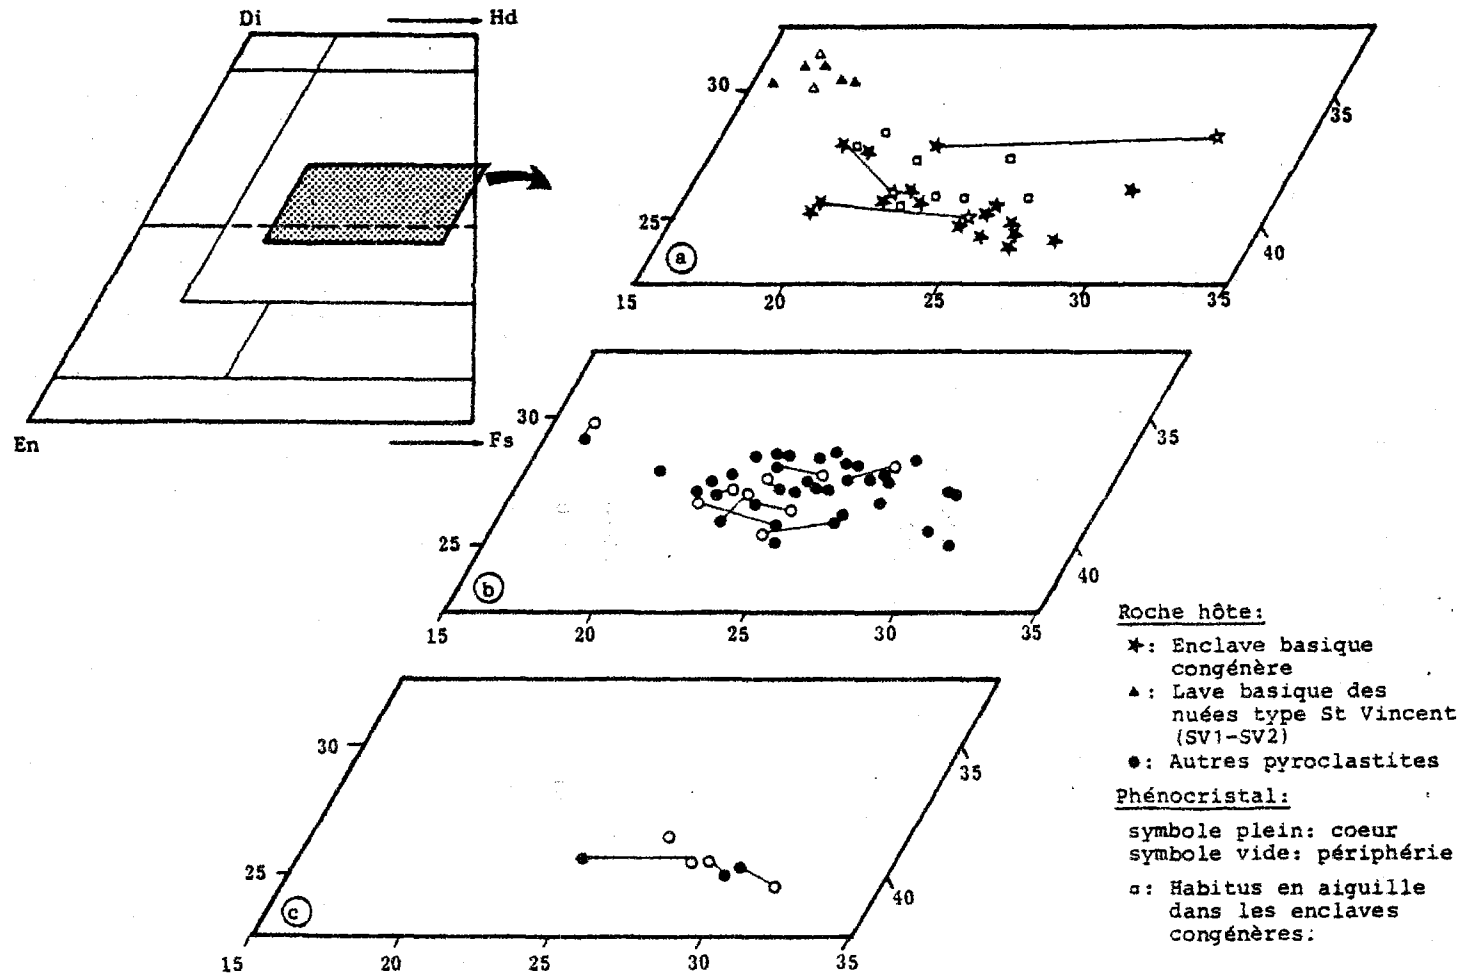 Di
Hd
En
Fs
30
25
15
20
25
30
35
35
40
a
30
25
15
20
25
30
35
35
40
b
30
25
15
20
25
30
35
35
40
c
Roche hôte:
★: Enclave basique
congénère
▲: Lave basique des
nuées type St Vincent
(SV1-SV2)
●: Autres pyroclastites
Phénocristal:
symbole plein: coeur
symbole vide: périphérie
▫: Habitus en aiguille
dans les enclaves
congénères.